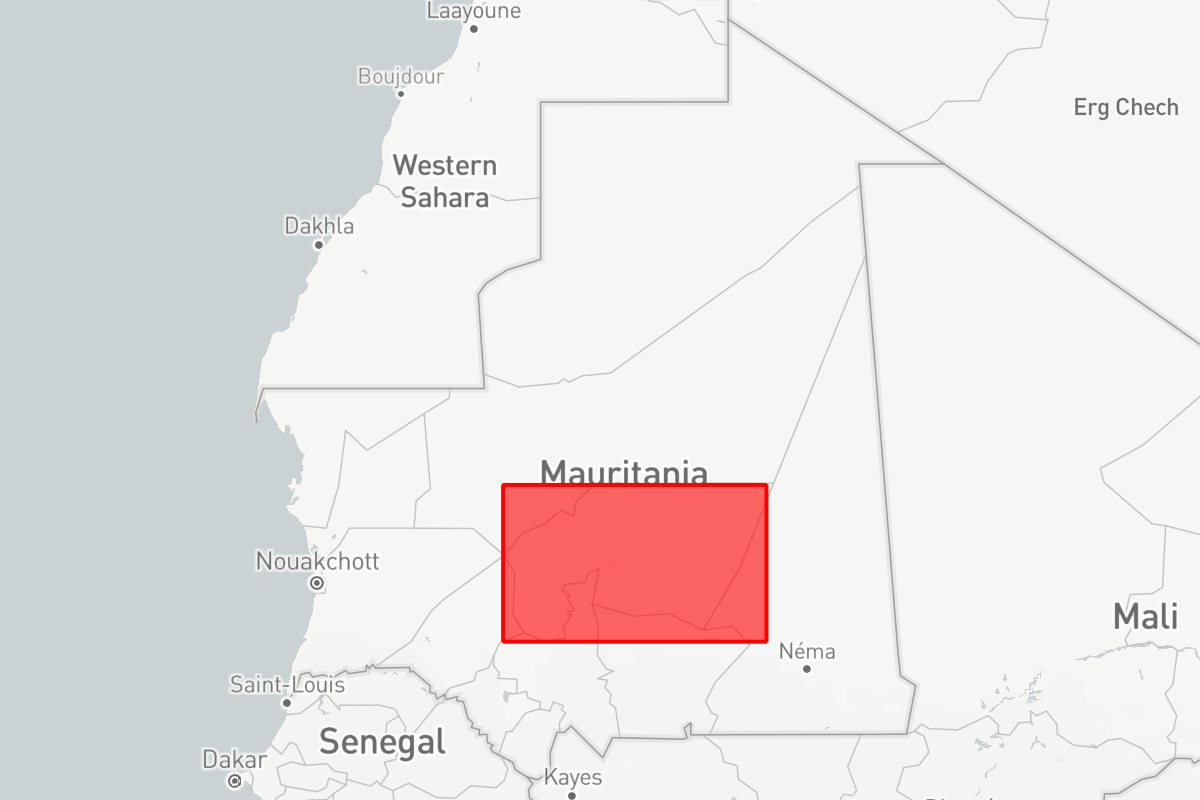 Laayoune
Boujdour
Erg Chech
Western
Sahara
Dakhla
Mauritania
Nouakchott
Mali
Néma
Saint-Louis
Senegal
Dakar
Kayes